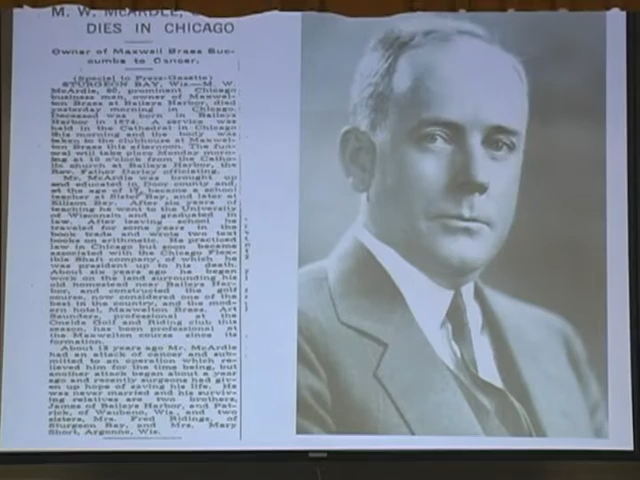 M. W. McARDLE,
DIES IN CHICAGO
Owner of Maxwell Braes Suc-
cumbs to Cancer.
(Special to Press-Gazette)
STURGEON BAY, Wis.—M. W.
McArdle, 60, prominent Chicago
business man, owner of Maxwel-
ton Braes at Baileys Harbor, died
yesterday morning in Chicago.
Deceased was born in Baileys
Harbor in 1874. A service was
held in the Cathedral in Chicago
this morning and the body was
taken to the clubhouse at Maxwel-
ton Braes this afternoon. The fun-
eral will take place Monday morn-
ing at 10 o'clock from the Catho-
lic church at Baileys Harbor, the
Rev. Father Deriey officiating.
Mr. McArdle was brought up
and educated in Door county and,
at the age of 17, became a school
teacher at Sister Bay, and later at
Ellison Bay. After six years of
teaching he went to the University
of Wisconsin and graduated in
law. After leaving school he
traveled for some years in the
book trade and wrote two text
books on arithmetic. He practiced
law in Chicago but soon became
associated with the Chicago Flex-
ible Shaft company, of which he
was president up to his death.
About six years ago he began
work on the land surrounding his
old homestead near Baileys Har-
bor, and constructed the golf
course, now considered one of the
best in the country, and the mod-
ern hotel, Maxwelton Braes. Art
Saunders, professional at the
Oneida Golf and Riding club this
season, has been professional at
the Maxwelton course since its
formation.
About 18 years ago Mr. McArdle
had an attack of cancer and sub-
mitted to an operation which re-
lieved him for the time being, but
another attack began about a year
ago and recently surgeons had giv-
en up hope of saving his life. He
was never married and his surviv-
ing relatives are two brothers,
James of Baileys Harbor, and Pat-
rick, of Waubeno, Wis., and two
sisters, Mrs. Fred Ridings, of
Sturgeon Bay, and Mrs. Mary
Short, Argonne, Wis.